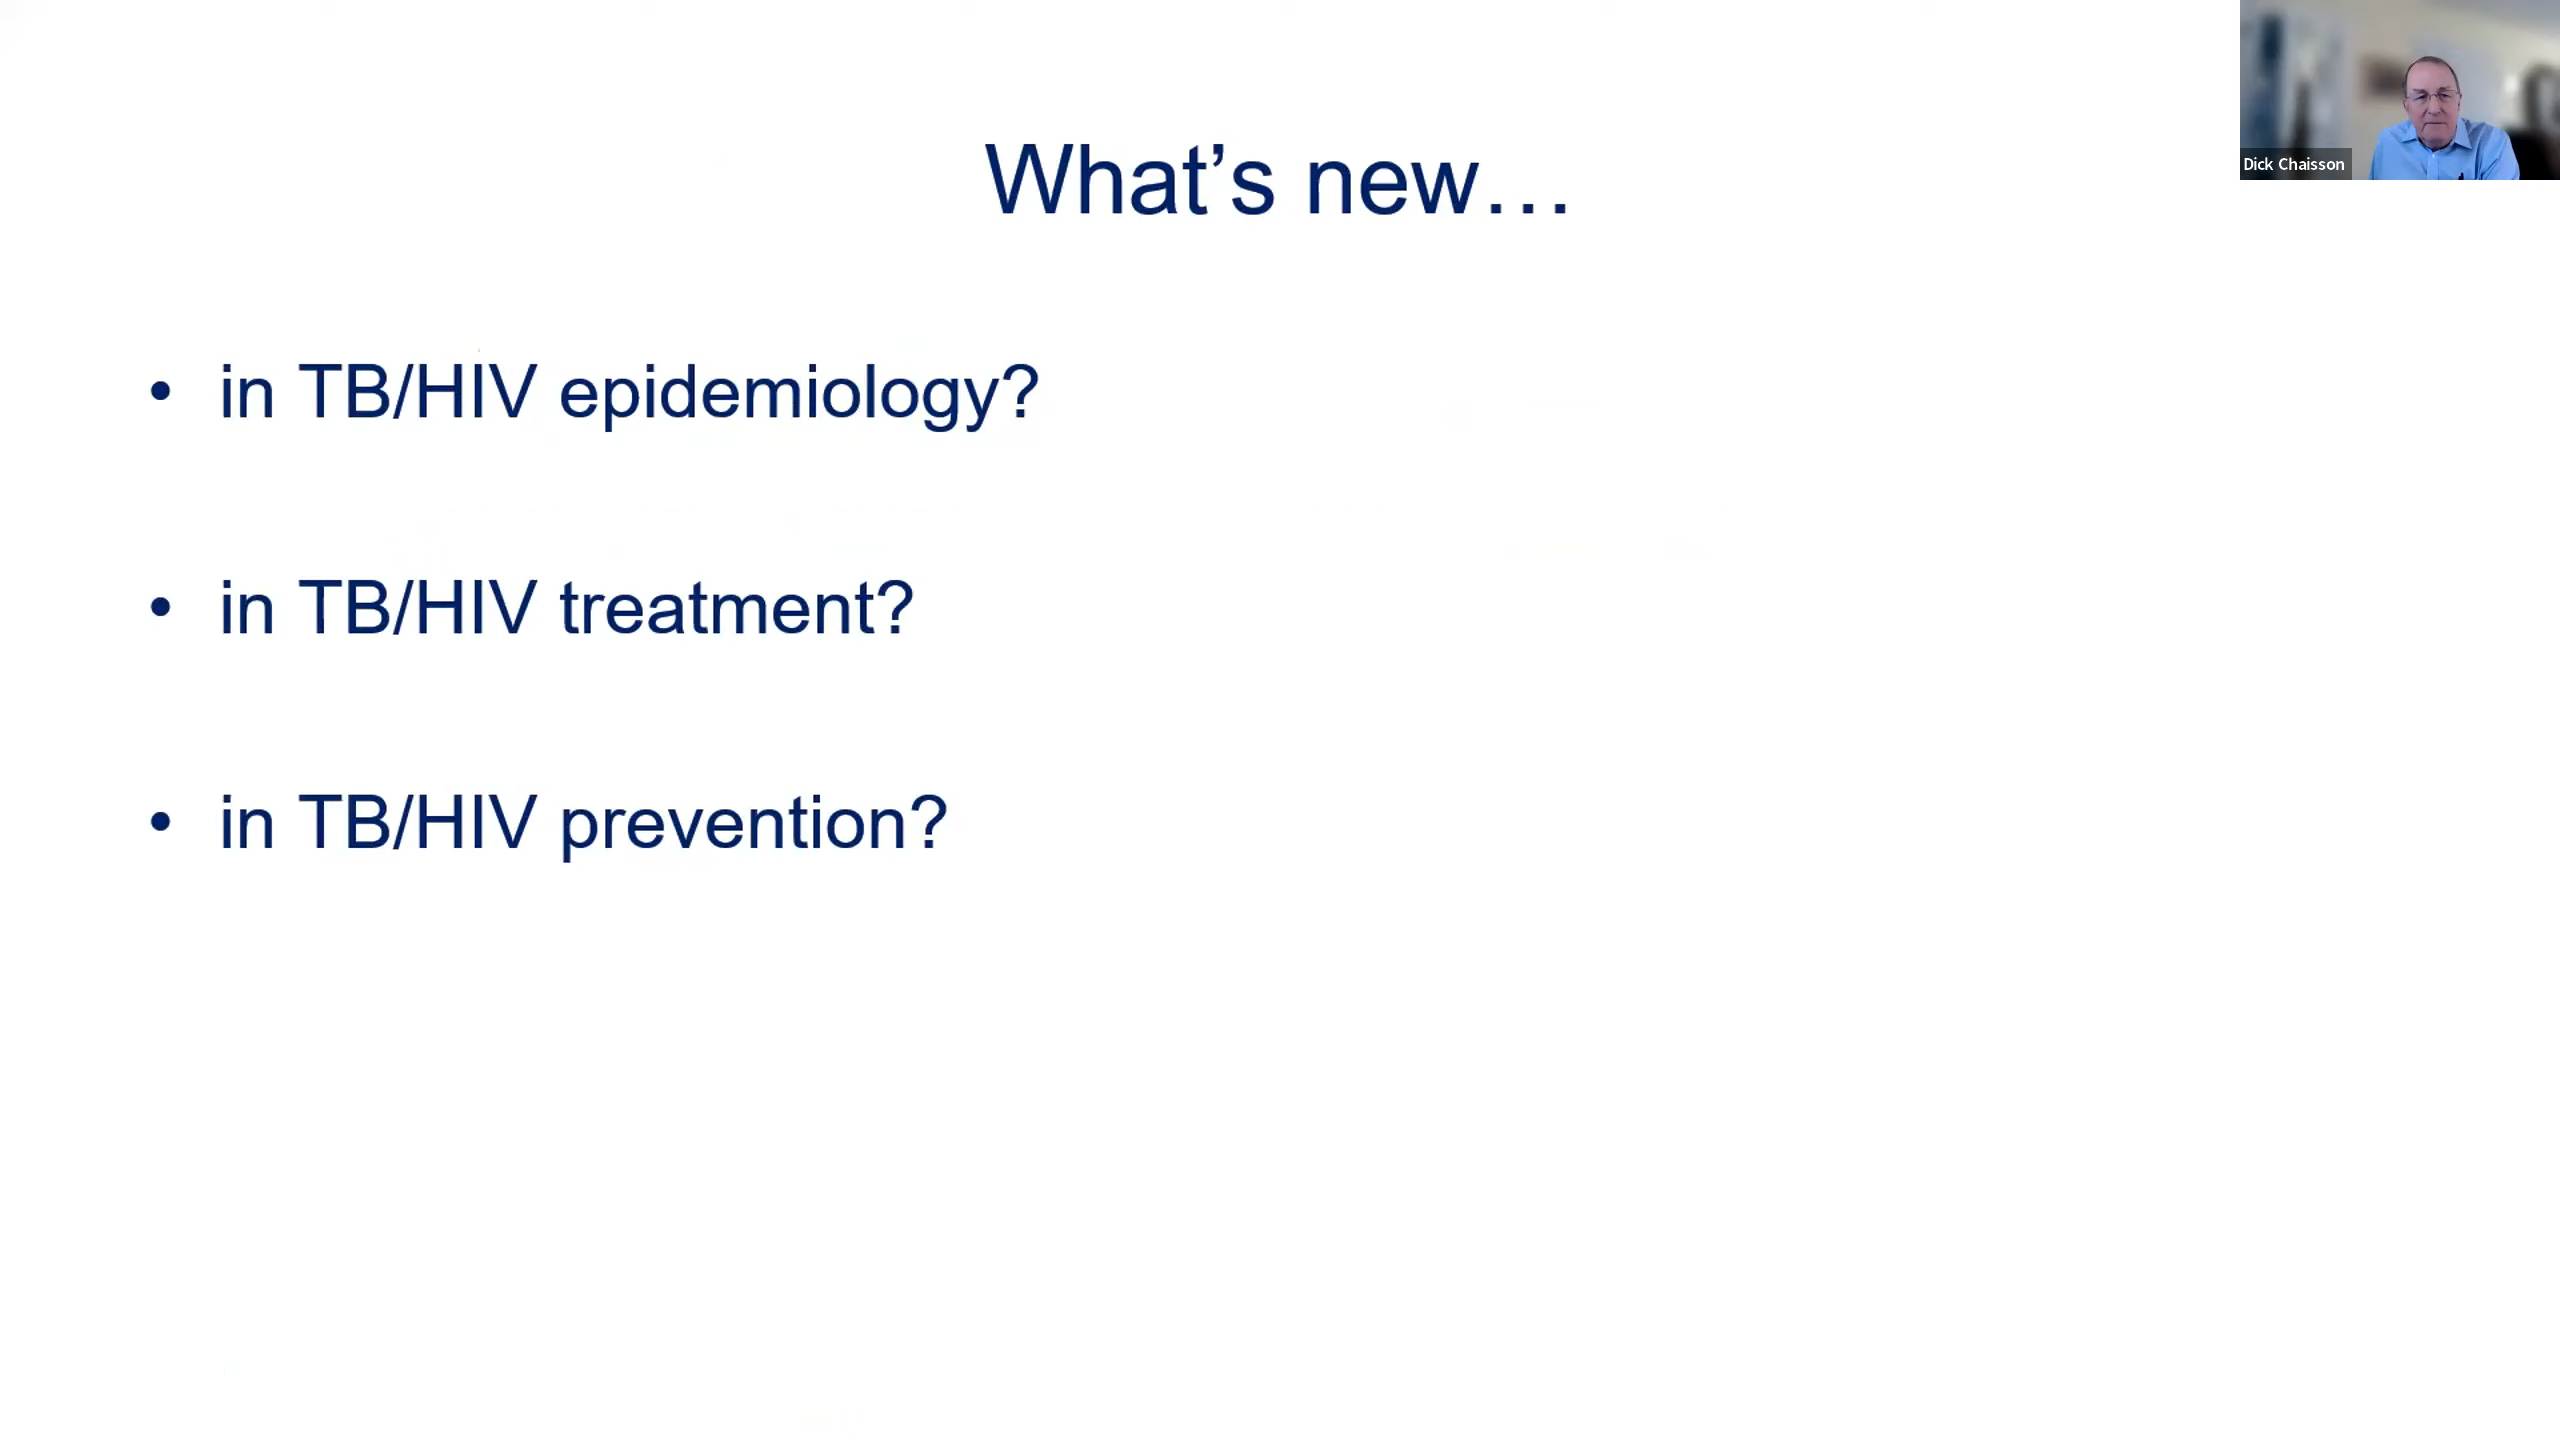 What’s new…
• in TB/HIV epidemiology?
• in TB/HIV treatment?
• in TB/HIV prevention?
Dick Chaisson